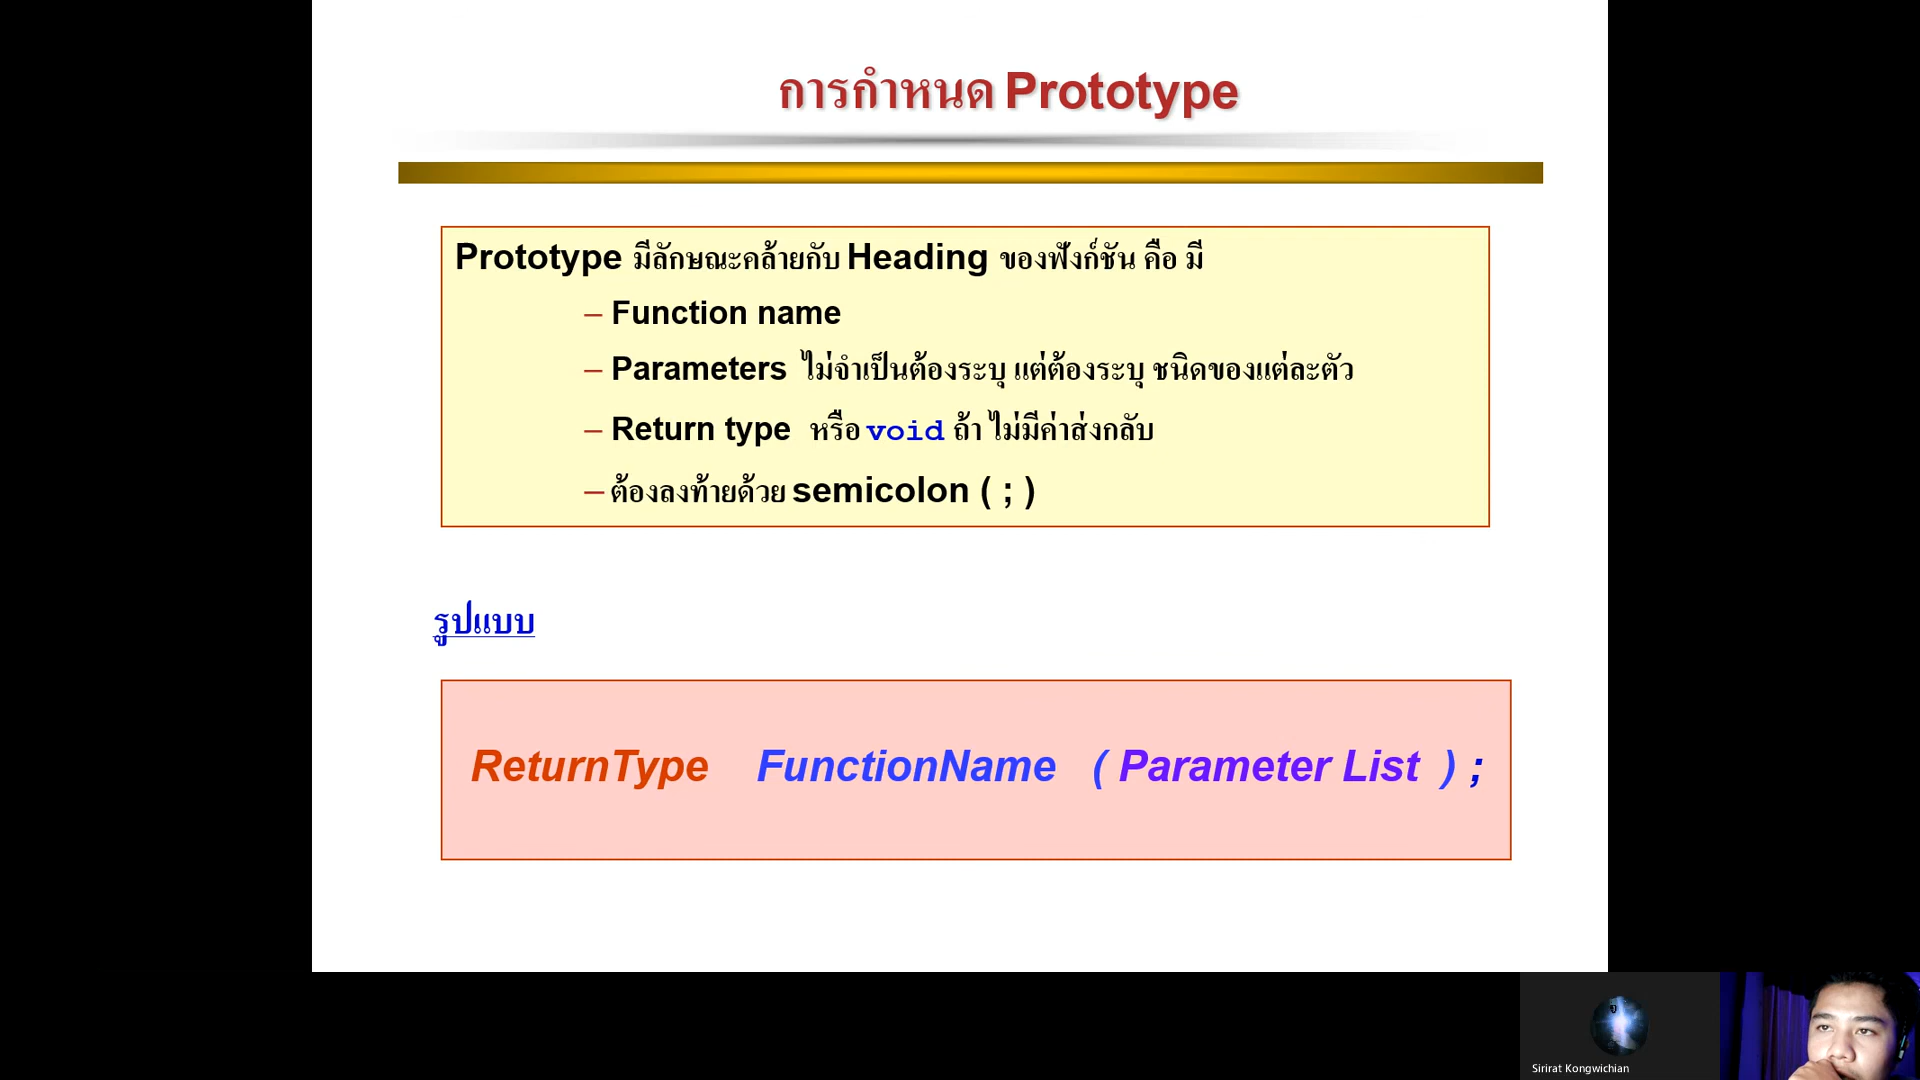 การกำหนด Prototype
Prototype มีลักษณะคล้ายกับ Heading ของฟังก์ชัน คือ มี
– Function name
– Parameters ไม่จำเป็นต้องระบุ แต่ต้องระบุ ชนิดของแต่ละตัว
– Return type หรือ void ถ้า ไม่มีค่าส่งกลับ
– ต้องลงท้ายด้วย semicolon ( ; )
รูปแบบ
ReturnType FunctionName ( Parameter List ) ;
Sirirat Kongwichian